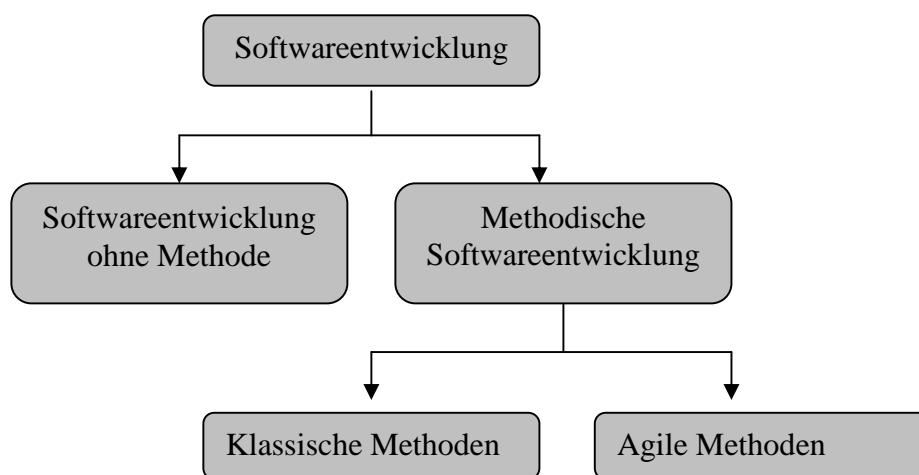 Softwareentwicklung
Softwareentwicklung
ohne Methode
Methodische
Softwareentwicklung
Klassische Methoden
Agile Methoden